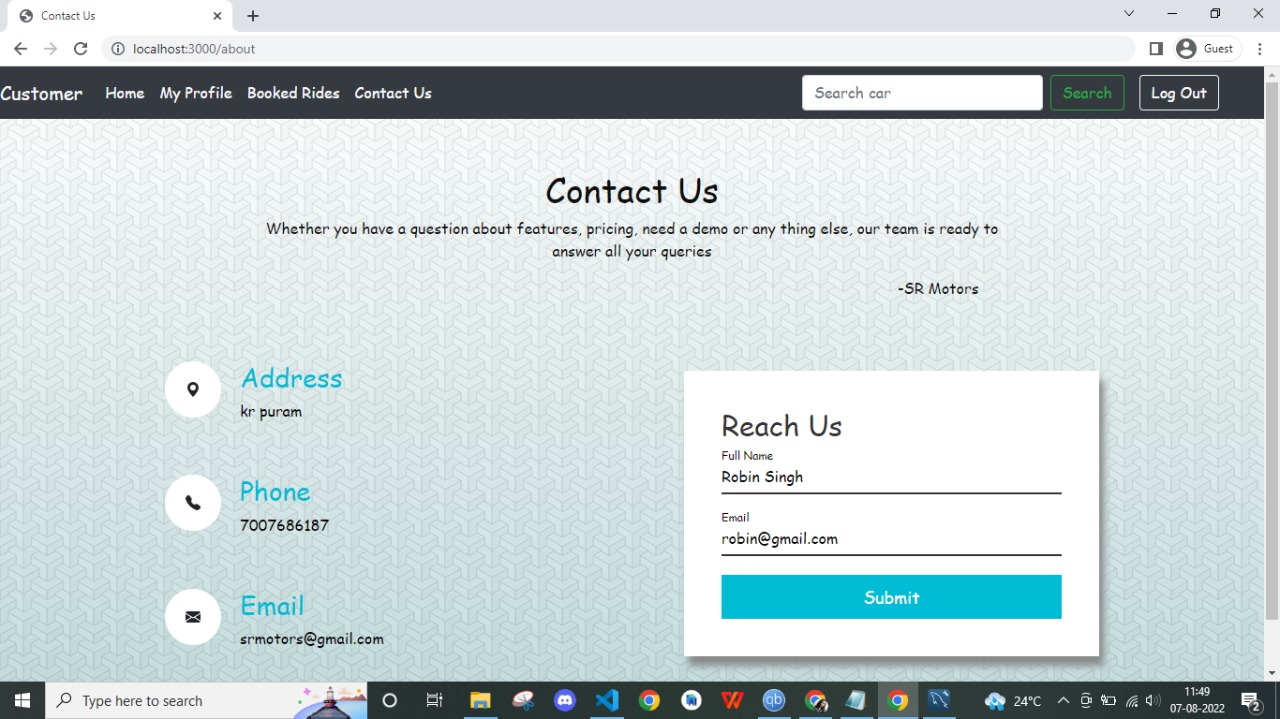 Contact Us
localhost:3000/about
Guest
Customer Home My Profile Booked Rides Contact Us Search car Search Log Out
Contact Us
Whether you have a question about features, pricing, need a demo or any thing else, our team is ready to
answer all your queries
-SR Motors
Address
kr puram
Phone
7007686187
Email
srmotors@gmail.com
Reach Us
Full Name
Robin Singh
Email
robin@gmail.com
Submit
Type here to search
24°C
11:49
07-08-2022
2